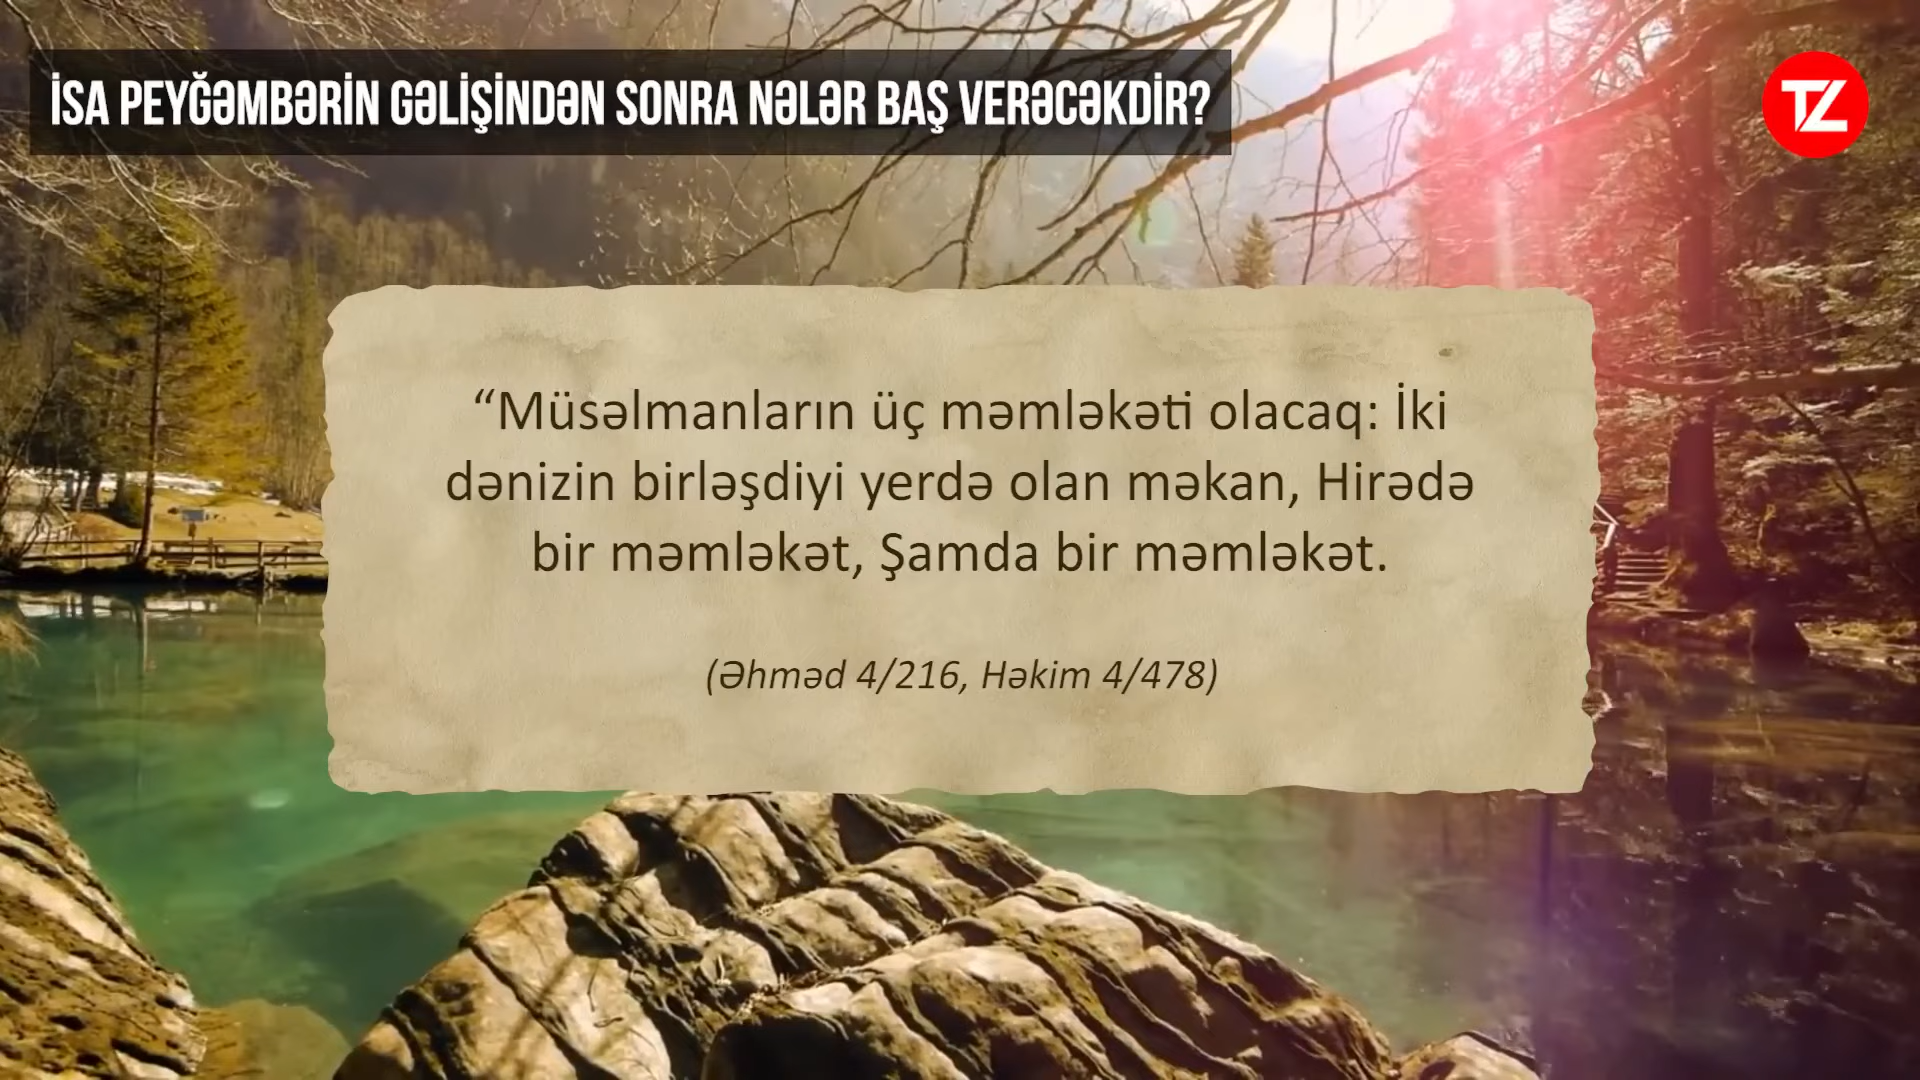 İSA PEYĞƏMBƏRİN GƏLİŞİNDƏN SONRA NƏLƏR BAŞ VERƏCƏKDİR?
TZ
“Müsəlmanların üç məmləkəti olacaq: İki
dənizin birləşdiyi yerdə olan məkan, Hirədə
bir məmləkət, Şamda bir məmləkət.
(Əhməd 4/216, Həkim 4/478)